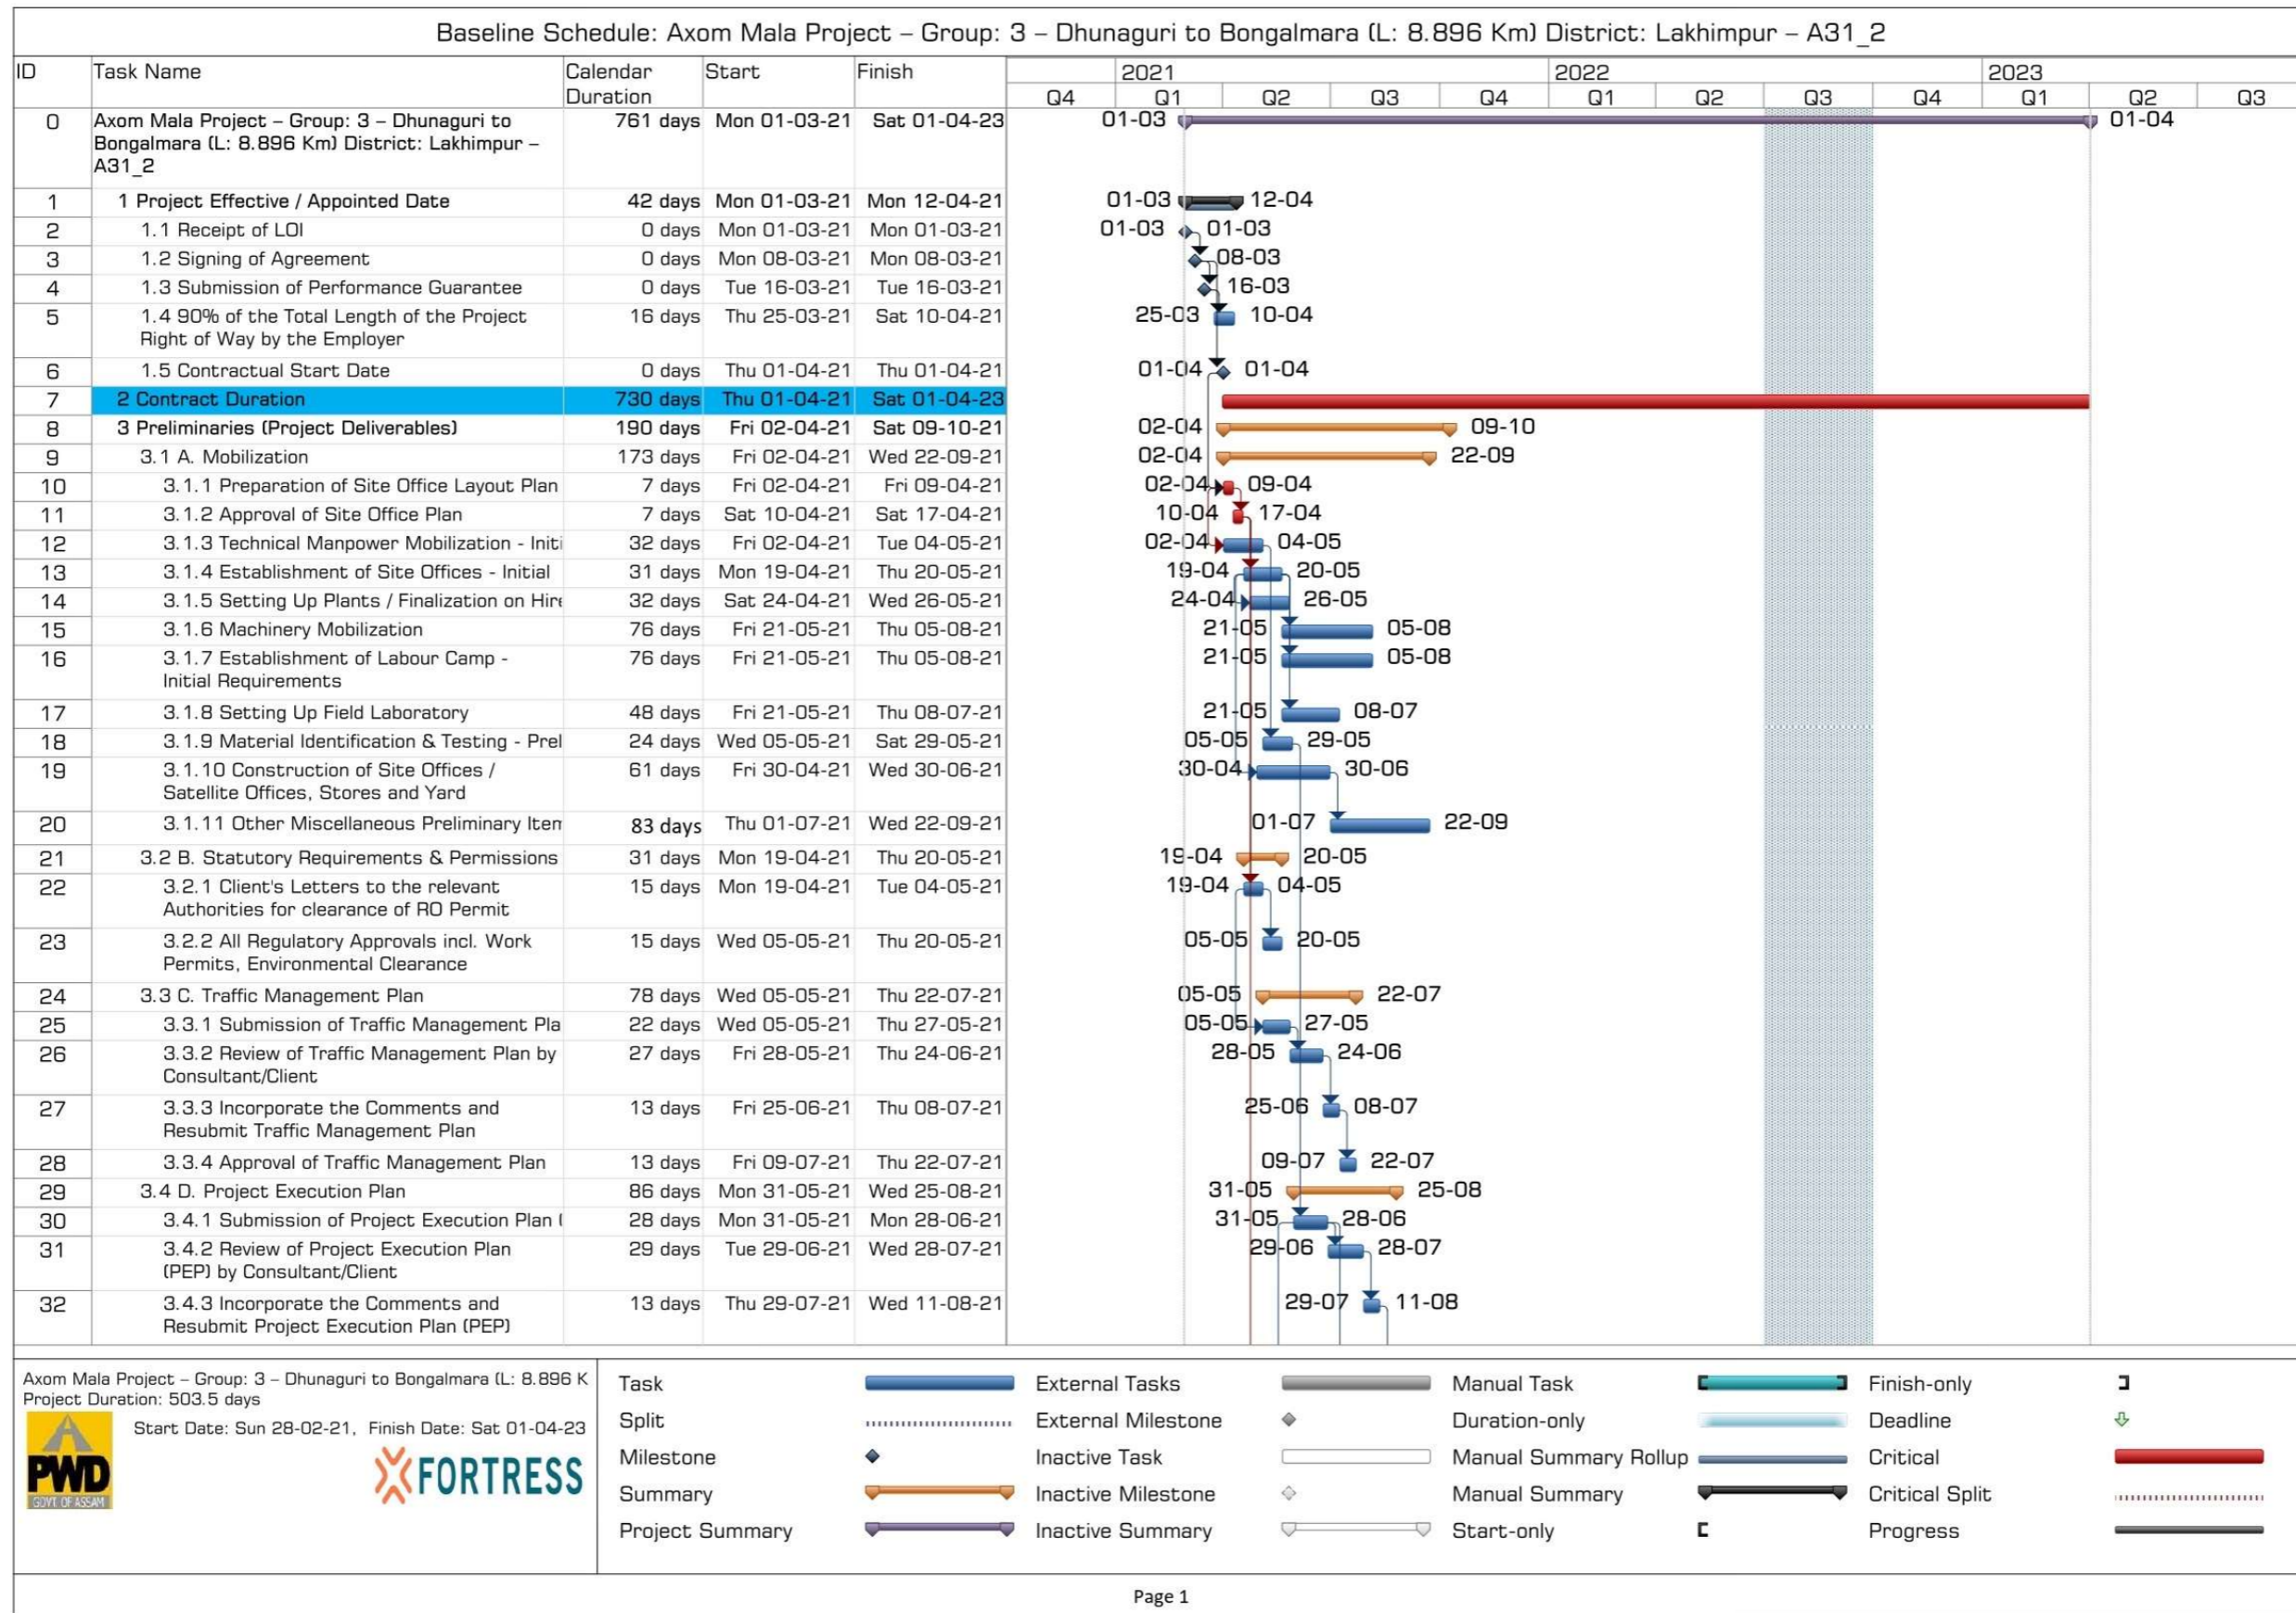 Baseline Schedule: Axom Mala Project – Group: 3 – Dhunaguri to Bongalmara (L: 8.896 Km) District: Lakhimpur – A31_2
ID Task Name Calendar Duration Start Finish 2021 2022 2023
Q4 Q1 Q2 Q3 Q4 Q1 Q2 Q3 Q4 Q1 Q2 Q3
0 Axom Mala Project – Group: 3 – Dhunaguri to 761 days Mon 01-03-21 Sat 01-04-23 01-03 01-04
Bongalmara (L: 8.896 Km) District: Lakhimpur –
A31_2
1 1 Project Effective / Appointed Date 42 days Mon 01-03-21 Mon 12-04-21 01-03 12-04
2 1.1 Receipt of LOI 0 days Mon 01-03-21 Mon 01-03-21 01-03 01-03
3 1.2 Signing of Agreement 0 days Mon 08-03-21 Mon 08-03-21 08-03
4 1.3 Submission of Performance Guarantee 0 days Tue 16-03-21 Tue 16-03-21 16-03
5 1.4 90% of the Total Length of the Project 16 days Thu 25-03-21 Sat 10-04-21 25-03 10-04
Right of Way by the Employer
6 1.5 Contractual Start Date 0 days Thu 01-04-21 Thu 01-04-21 01-04 01-04
7 2 Contract Duration 730 days Thu 01-04-21 Sat 01-04-23
8 3 Preliminaries (Project Deliverables) 190 days Fri 02-04-21 Sat 09-10-21 02-04 09-10
9 3.1 A. Mobilization 173 days Fri 02-04-21 Wed 22-09-21 02-04 22-09
10 3.1.1 Preparation of Site Office Layout Plan 7 days Fri 02-04-21 Fri 09-04-21 02-04 09-04
11 3.1.2 Approval of Site Office Plan 7 days Sat 10-04-21 Sat 17-04-21 10-04 17-04
12 3.1.3 Technical Manpower Mobilization - Initi 32 days Fri 02-04-21 Tue 04-05-21 02-04 04-05
13 3.1.4 Establishment of Site Offices - Initial 31 days Mon 19-04-21 Thu 20-05-21 19-04 20-05
14 3.1.5 Setting Up Plants / Finalization on Hire 32 days Sat 24-04-21 Wed 26-05-21 24-04 26-05
15 3.1.6 Machinery Mobilization 76 days Fri 21-05-21 Thu 05-08-21 21-05 05-08
16 3.1.7 Establishment of Labour Camp - 76 days Fri 21-05-21 Thu 05-08-21 21-05 05-08
Initial Requirements
17 3.1.8 Setting Up Field Laboratory 48 days Fri 21-05-21 Thu 08-07-21 21-05 08-07
18 3.1.9 Material Identification & Testing - Prel 24 days Wed 05-05-21 Sat 29-05-21 05-05 29-05
19 3.1.10 Construction of Site Offices / 61 days Fri 30-04-21 Wed 30-06-21 30-04 30-06
Satellite Offices, Stores and Yard
20 3.1.11 Other Miscellaneous Preliminary Item 83 days Thu 01-07-21 Wed 22-09-21 01-07 22-09
21 3.2 B. Statutory Requirements & Permissions 31 days Mon 19-04-21 Thu 20-05-21 19-04 20-05
22 3.2.1 Client's Letters to the relevant 15 days Mon 19-04-21 Tue 04-05-21 19-04 04-05
Authorities for clearance of RO Permit
23 3.2.2 All Regulatory Approvals incl. Work 15 days Wed 05-05-21 Thu 20-05-21 05-05 20-05
Permits, Environmental Clearance
24 3.3 C. Traffic Management Plan 78 days Wed 05-05-21 Thu 22-07-21 05-05 22-07
25 3.3.1 Submission of Traffic Management Pla 22 days Wed 05-05-21 Thu 27-05-21 05-05 27-05
26 3.3.2 Review of Traffic Management Plan by 27 days Fri 28-05-21 Thu 24-06-21 28-05 24-06
Consultant/Client
27 3.3.3 Incorporate the Comments and 13 days Fri 25-06-21 Thu 08-07-21 25-06 08-07
Resubmit Traffic Management Plan
28 3.3.4 Approval of Traffic Management Plan 13 days Fri 09-07-21 Thu 22-07-21 09-07 22-07
29 3.4 D. Project Execution Plan 86 days Mon 31-05-21 Wed 25-08-21 31-05 25-08
30 3.4.1 Submission of Project Execution Plan ( 28 days Mon 31-05-21 Mon 28-06-21 31-05 28-06
31 3.4.2 Review of Project Execution Plan 29 days Tue 29-06-21 Wed 28-07-21 29-06 28-07
(PEP) by Consultant/Client
32 3.4.3 Incorporate the Comments and 13 days Thu 29-07-21 Wed 11-08-21 29-07 11-08
Resubmit Project Execution Plan (PEP)
Axom Mala Project – Group: 3 – Dhunaguri to Bongalmara (L: 8.896 K
Project Duration: 503.5 days
Start Date: Sun 28-02-21, Finish Date: Sat 01-04-23
PWD
GOVT OF ASSAM
FORTRESS
Task External Tasks Manual Task Finish-only
Split External Milestone Duration-only Deadline
Milestone Inactive Task Manual Summary Rollup Critical
Summary Inactive Milestone Manual Summary Critical Split
Project Summary Inactive Summary Start-only Progress
Page 1